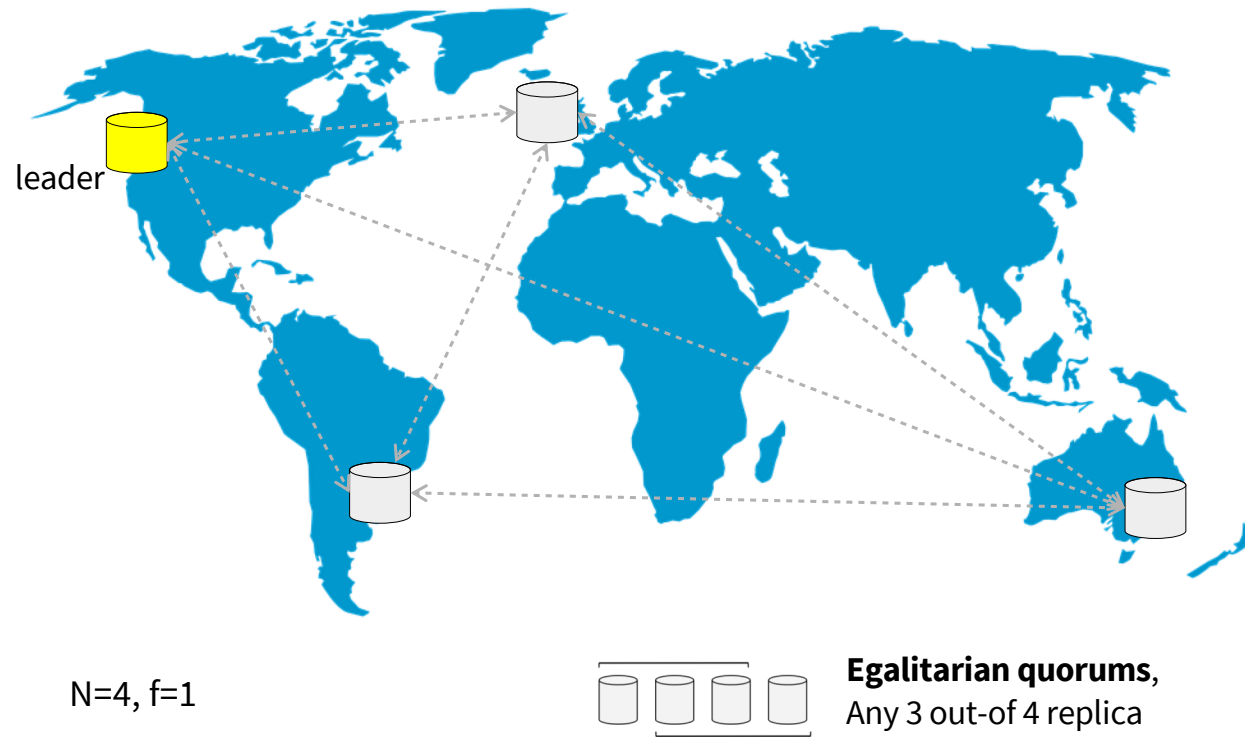 leader
N=4, f=1
Egalitarian quorums,
Any 3 out-of 4 replica